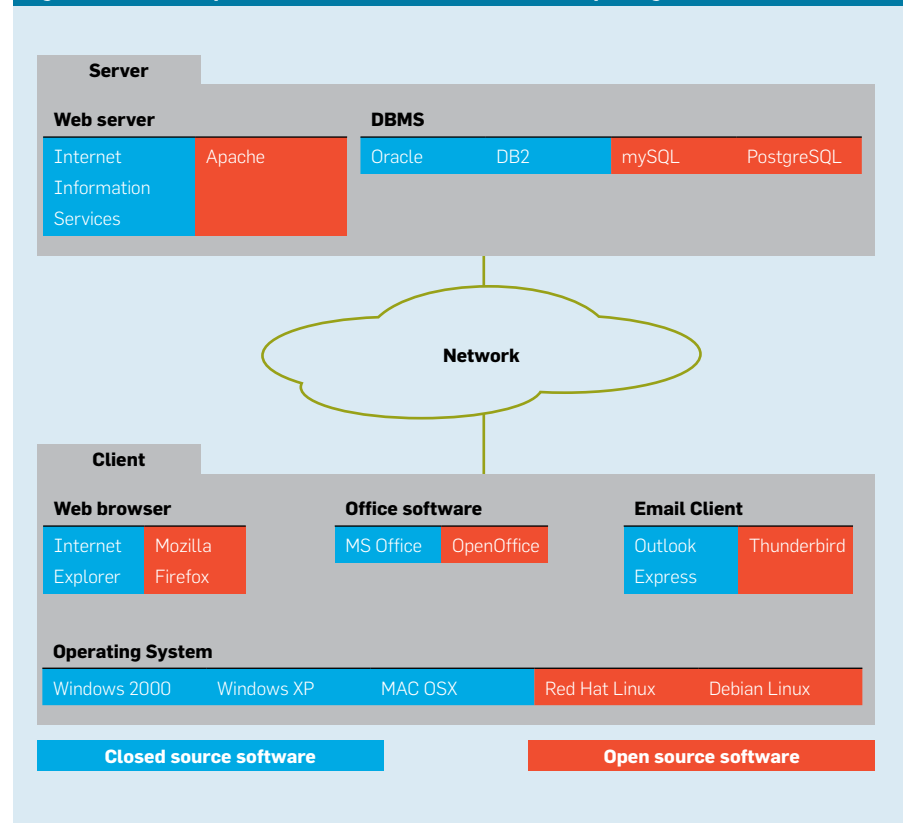 Server
Web server
DBMS
Internet
Information
Services
Apache
Oracle DB2 mySQL PostgreSQL
Network
Client
Web browser
Office software
Email Client
Internet
Explorer
Mozilla
Firefox
MS Office OpenOffice
Outlook
Express
Thunderbird
Operating System
Windows 2000 Windows XP MAC OSX Red Hat Linux Debian Linux
Closed source software
Open source software